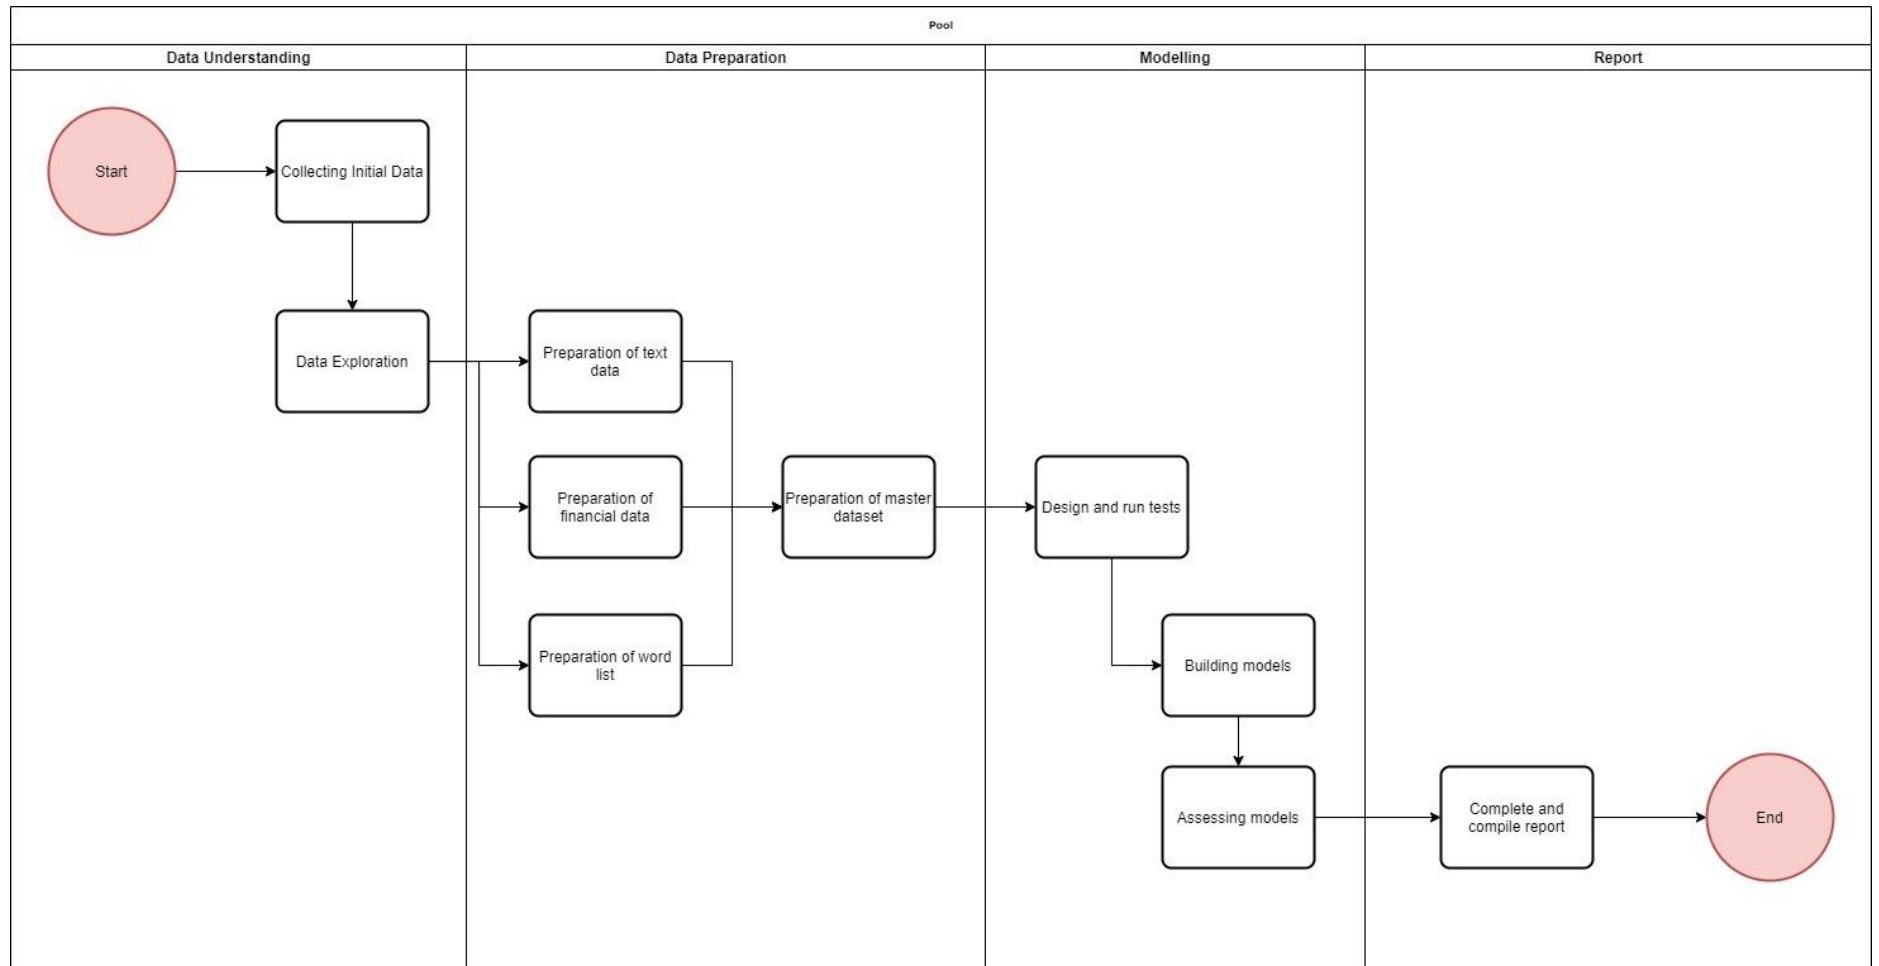 Pool
Data Understanding
Data Preparation
Modelling
Report
Start
Collecting Initial Data
Data Exploration
Preparation of text
data
Preparation of
financial data
Preparation of word
list
Preparation of master
dataset
Design and run tests
Building models
Assessing models
Complete and
compile report
End